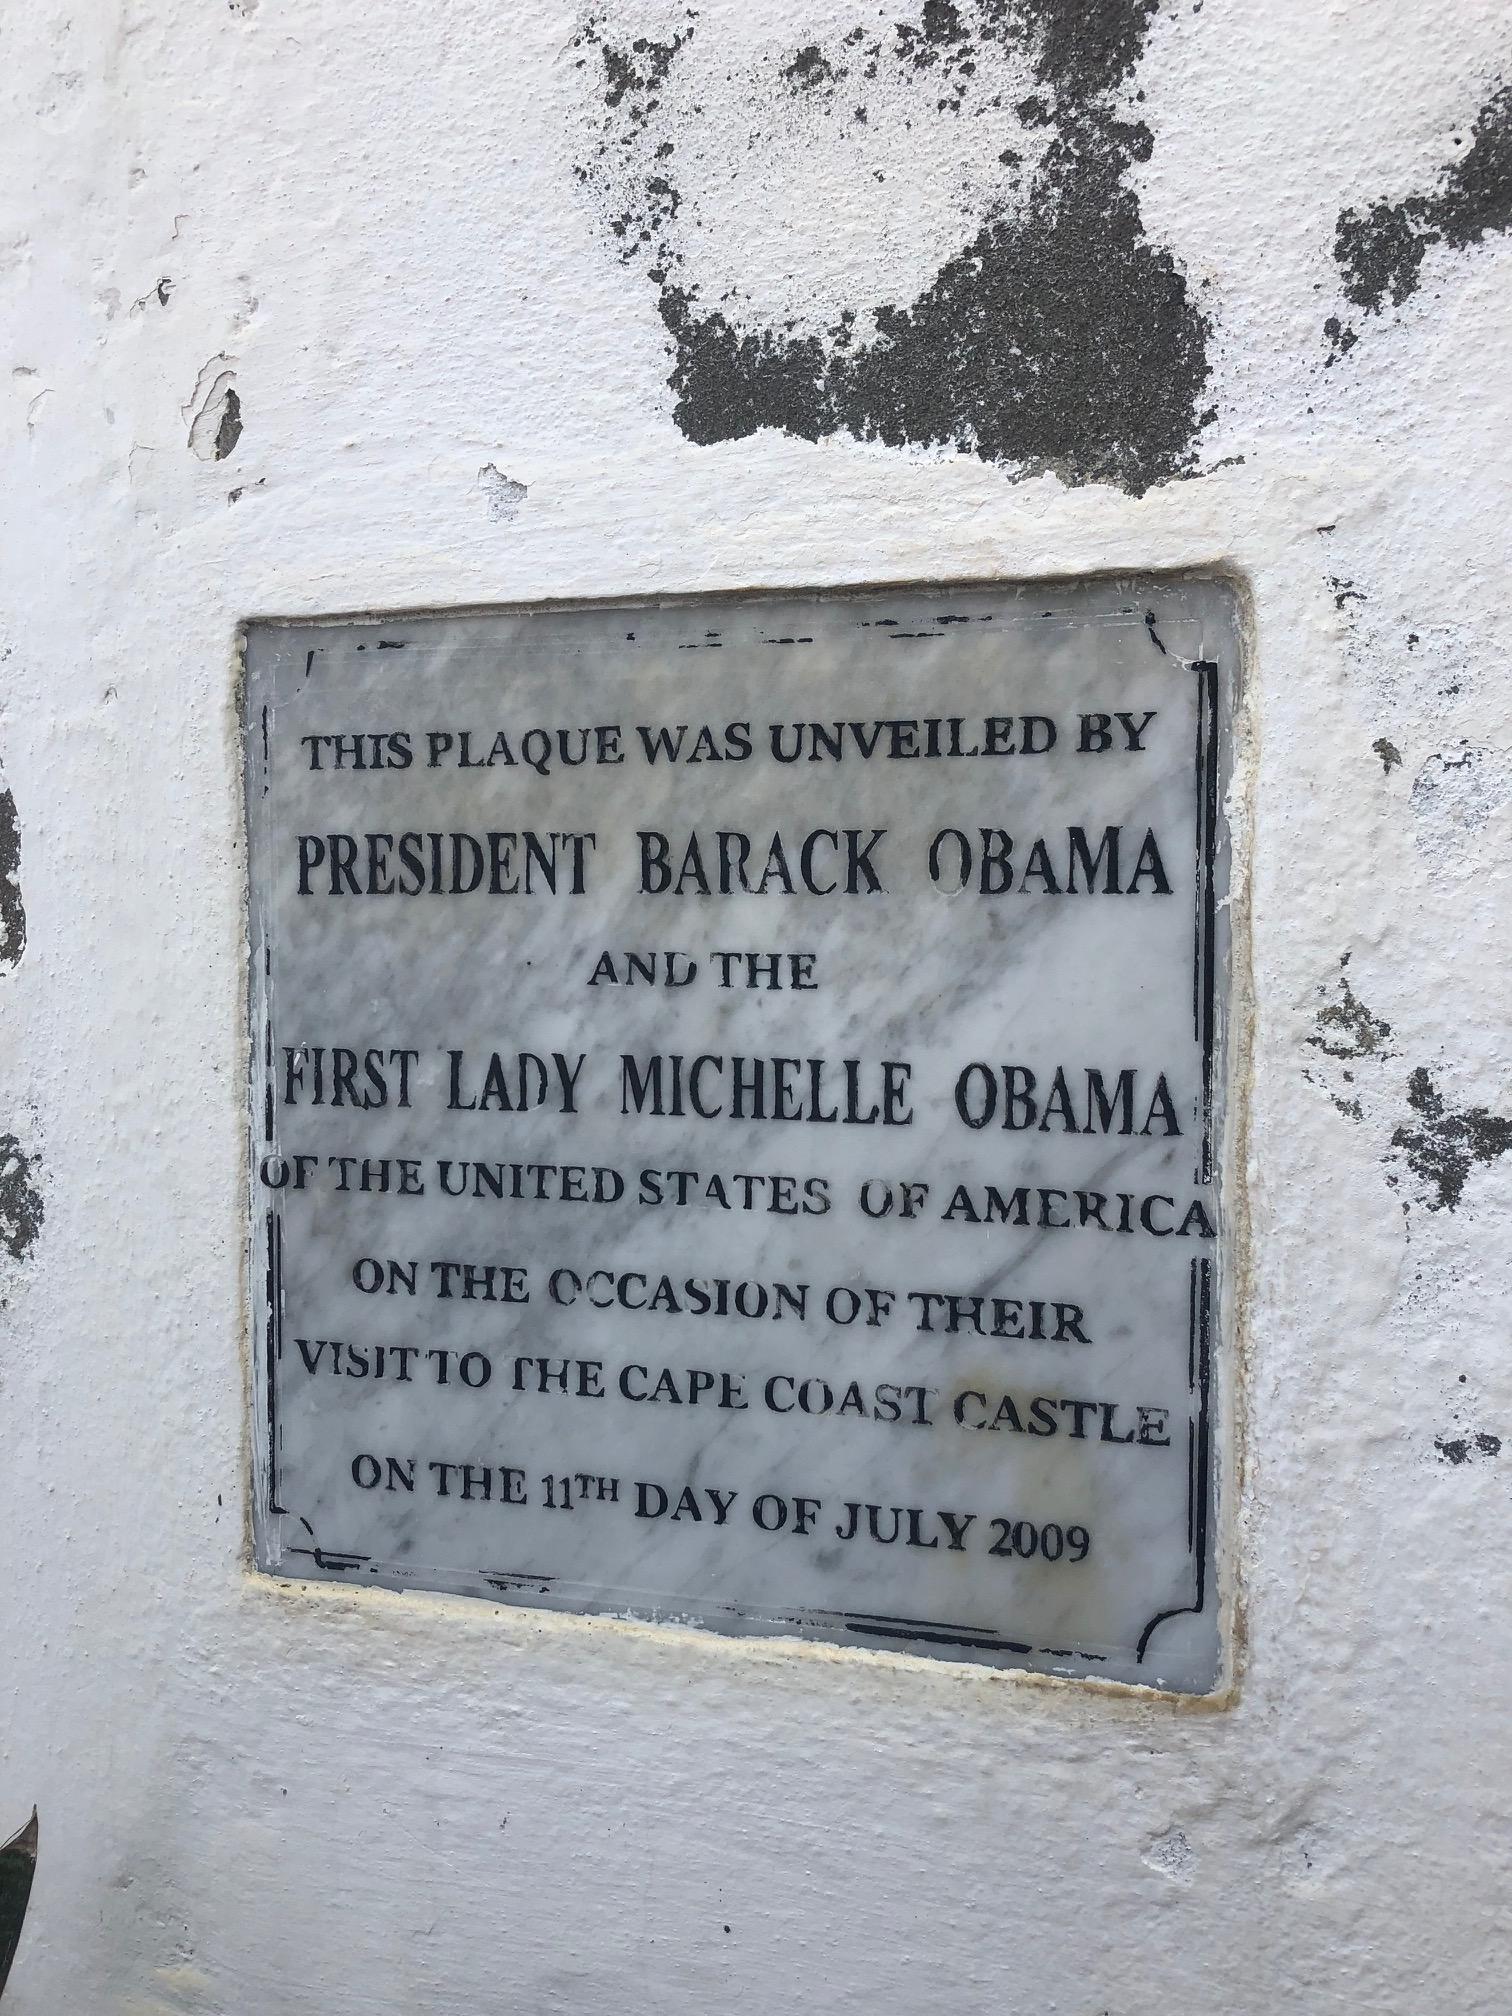 THIS PLAQUE WAS UNVEILED BY
PRESIDENT BARACK OBAMA
AND THE
FIRST LADY MICHELLE OBAMA
OF THE UNITED STATES OF AMERICA
ON THE OCCASION OF THEIR
VISIT TO THE CAPE COAST CASTLE
ON THE 11TH DAY OF JULY 2009